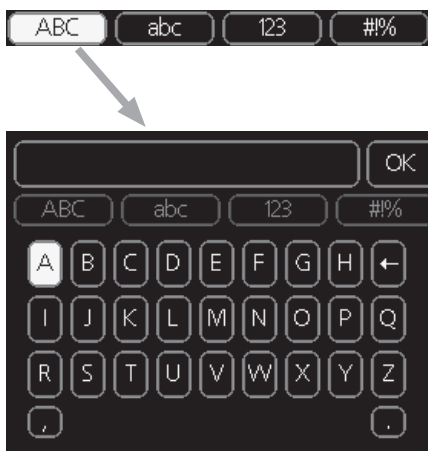 ABC abc 123 #!%
OK
ABC abc 123 #!%
A B C D E F G H ←
I J K L M N O P Q
R S T U V W X Y Z
, .